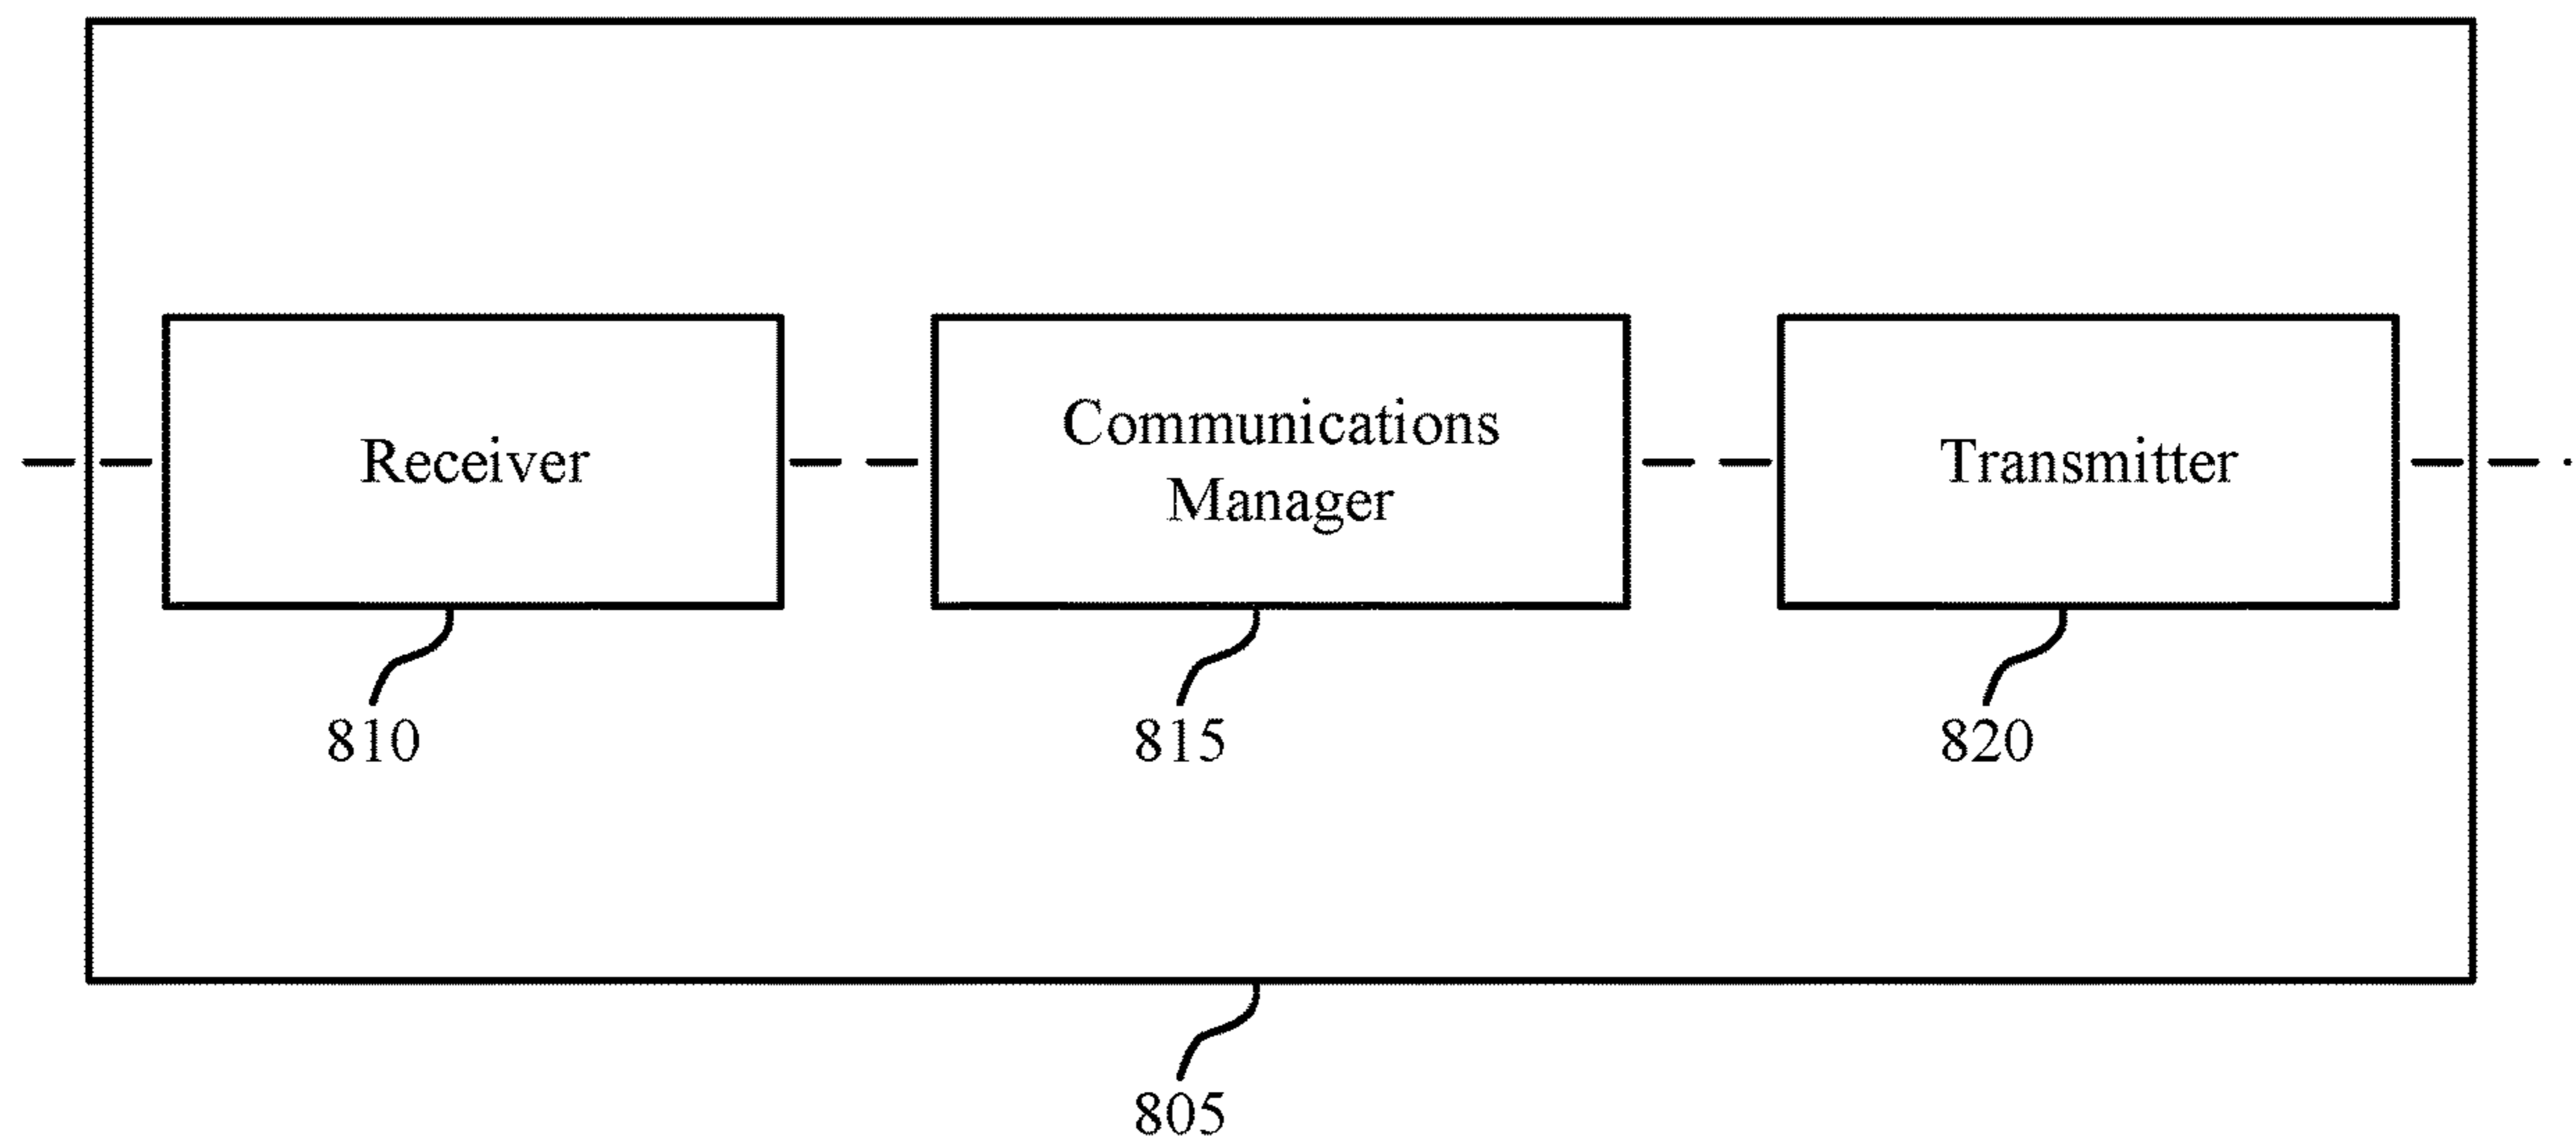 Receiver
Communications
Manager
Transmitter
810
815
820
805